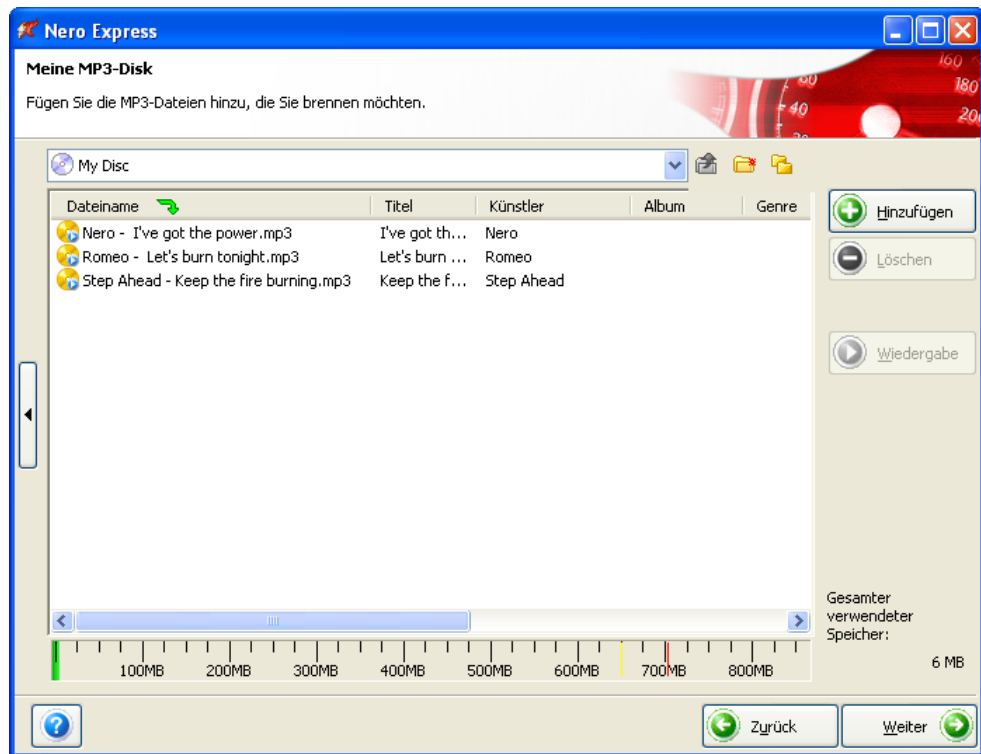 Nero Express
Meine MP3-Disk
Fügen Sie die MP3-Dateien hinzu, die Sie brennen möchten.
160
180
40
My Disc
Dateiname Titel Künstler Album Genre
Nero - I've got the power.mp3 I've got th... Nero
Romeo - Let's burn tonight.mp3 Let's burn ... Romeo
Step Ahead - Keep the fire burning.mp3 Keep the f... Step Ahead
Hinzufügen
Löschen
Wiedergabe
Gesamter
verwendeter
Speicher:
6 MB
100MB 200MB 300MB 400MB 500MB 600MB 700MB 800MB
Zurück Weiter